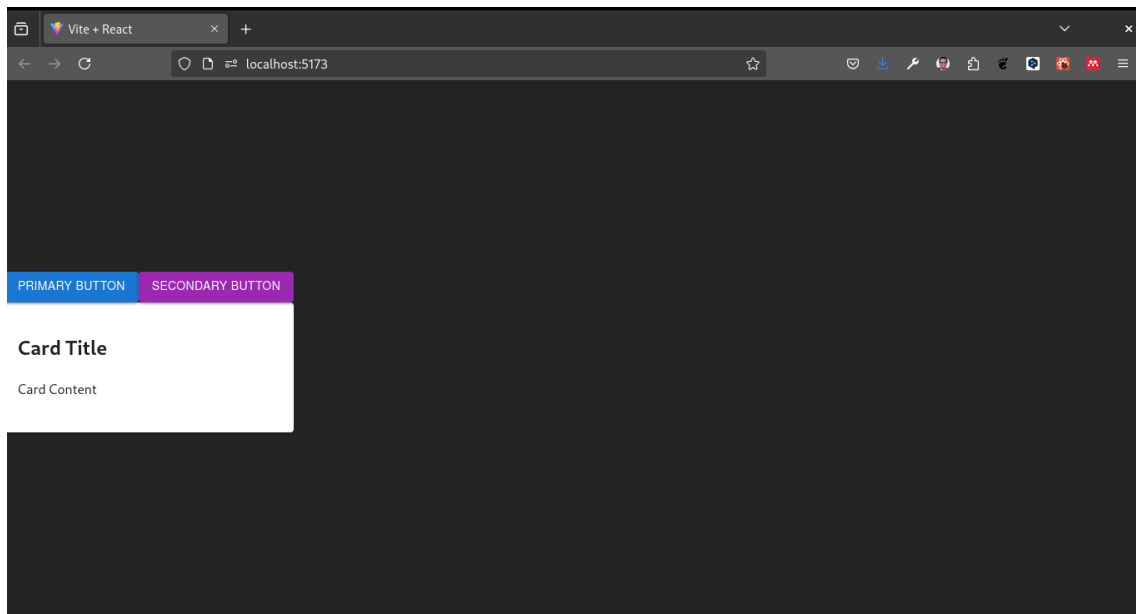 Vite + React
localhost:5173
PRIMARY BUTTON SECONDARY BUTTON
Card Title
Card Content